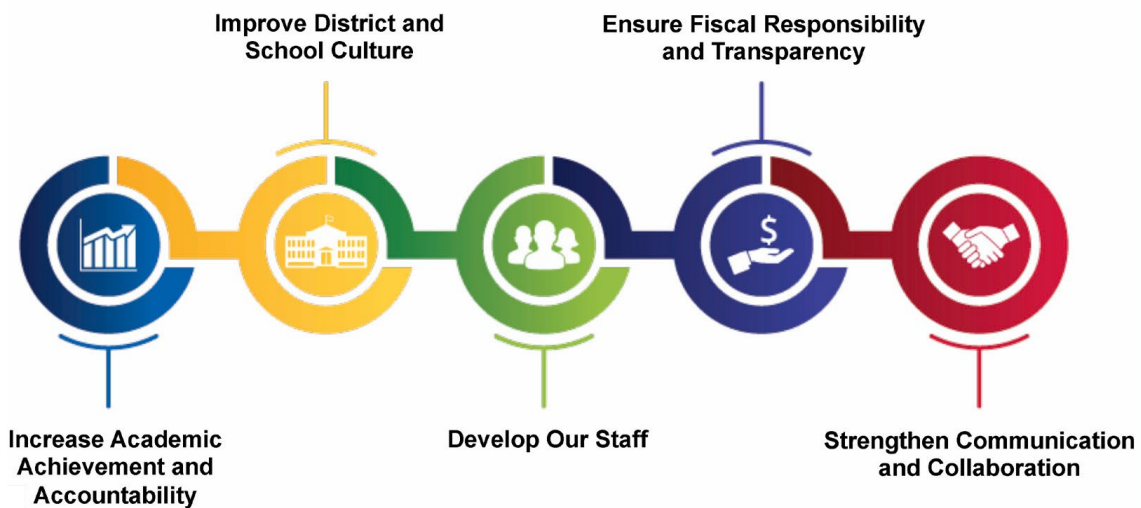 Improve District and
School Culture
Ensure Fiscal Responsibility
and Transparency
$
Increase Academic
Achievement and
Accountability
Develop Our Staff
Strengthen Communication
and Collaboration